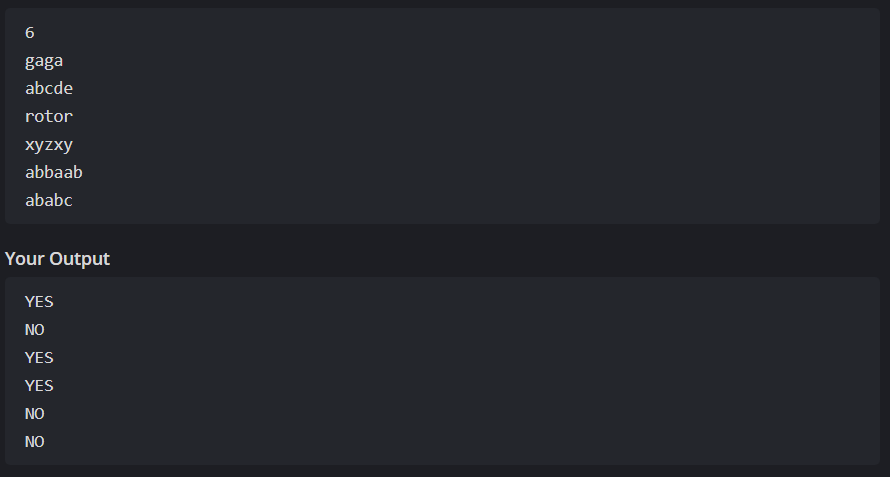 6
gaga
abcde
rotor
xyzxy
abbaab
ababc
Your Output
YES
NO
YES
YES
NO
NO